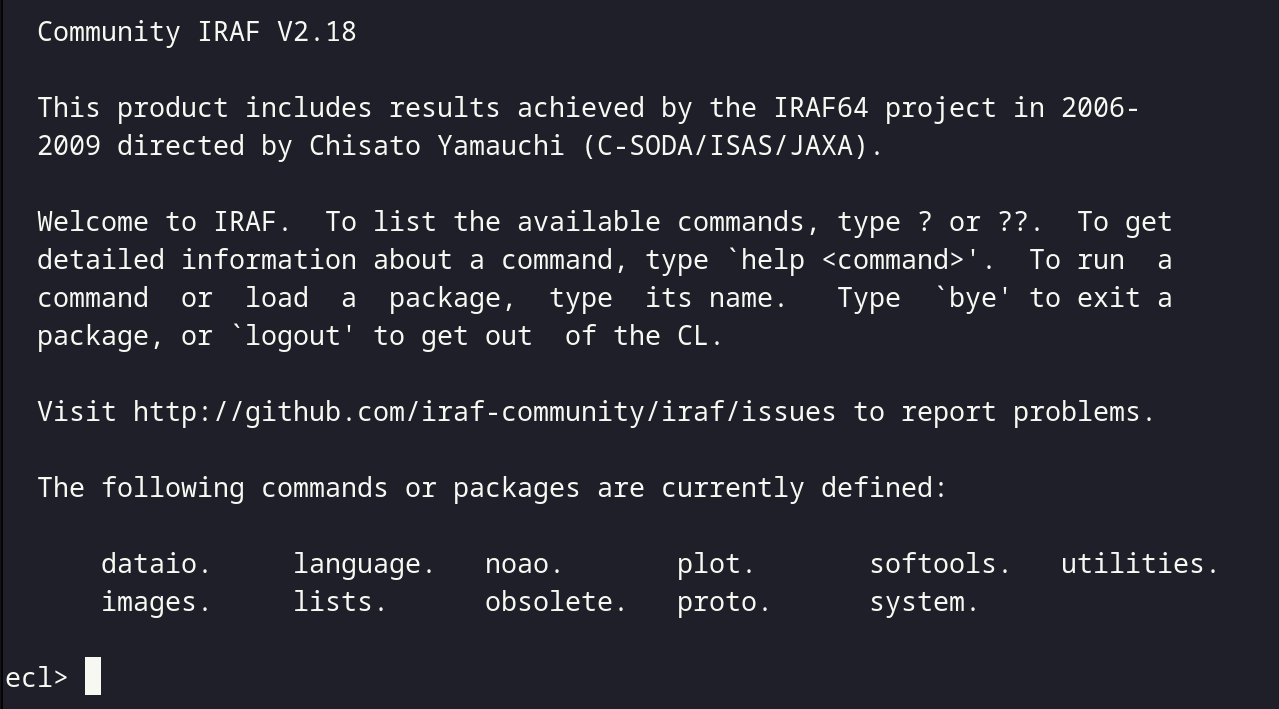 Community IRAF V2.18
This product includes results achieved by the IRAF64 project in 2006-
2009 directed by Chisato Yamauchi (C-SODA/ISAS/JAXA).
Welcome to IRAF.  To list the available commands, type ? or ??.  To get
detailed information about a command, type `help <command>'.  To run  a
command  or  load  a  package,  type  its name.   Type  `bye' to exit a
package, or `logout' to get out  of the CL.
Visit http://github.com/iraf-community/iraf/issues to report problems.
The following commands or packages are currently defined:
dataio.     language.   noao.       plot.       softools.   utilities.
images.     lists.      obsolete.   proto.      system.
ecl>